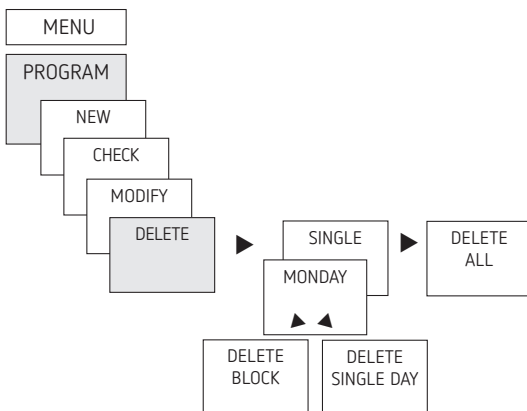 MENU
PROGRAM
NEW
CHECK
MODIFY
DELETE
SINGLE
MONDAY
DELETE
ALL
DELETE
BLOCK
DELETE
SINGLE DAY